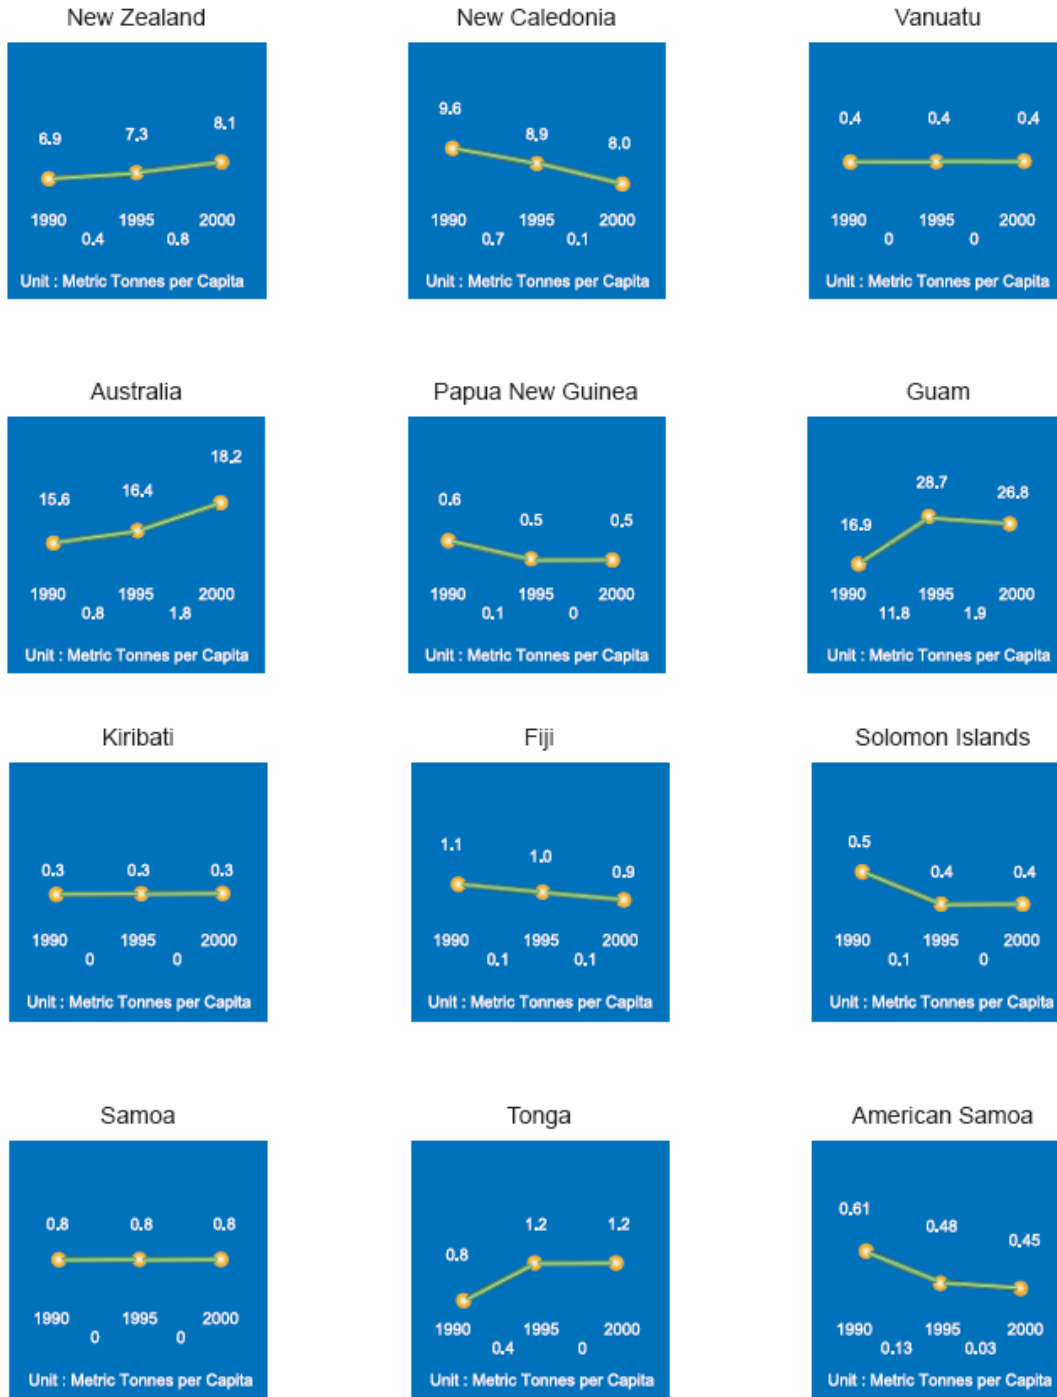 New Zealand
6.9 7.3 8.1
1990 1995 2000
0.4 0.8
Unit : Metric Tonnes per Capita
New Caledonia
9.6 8.9 8.0
1990 1995 2000
0.7 0.1
Unit : Metric Tonnes per Capita
Vanuatu
0.4 0.4 0.4
1990 1995 2000
0 0
Unit : Metric Tonnes per Capita
Australia
15.6 16.4 18.2
1990 1995 2000
0.8 1.8
Unit : Metric Tonnes per Capita
Papua New Guinea
0.6 0.5 0.5
1990 1995 2000
0.1 0
Unit : Metric Tonnes per Capita
Guam
16.9 28.7 26.8
1990 1995 2000
11.8 1.9
Unit : Metric Tonnes per Capita
Kiribati
0.3 0.3 0.3
1990 1995 2000
0 0
Unit : Metric Tonnes per Capita
Fiji
1.1 1.0 0.9
1990 1995 2000
0.1 0.1
Unit : Metric Tonnes per Capita
Solomon Islands
0.5 0.4 0.4
1990 1995 2000
0.1 0
Unit : Metric Tonnes per Capita
Samoa
0.8 0.8 0.8
1990 1995 2000
0 0
Unit : Metric Tonnes per Capita
Tonga
0.8 1.2 1.2
1990 1995 2000
0.4 0
Unit : Metric Tonnes per Capita
American Samoa
0.61 0.48 0.45
1990 1995 2000
0.13 0.03
Unit : Metric Tonnes per Capita